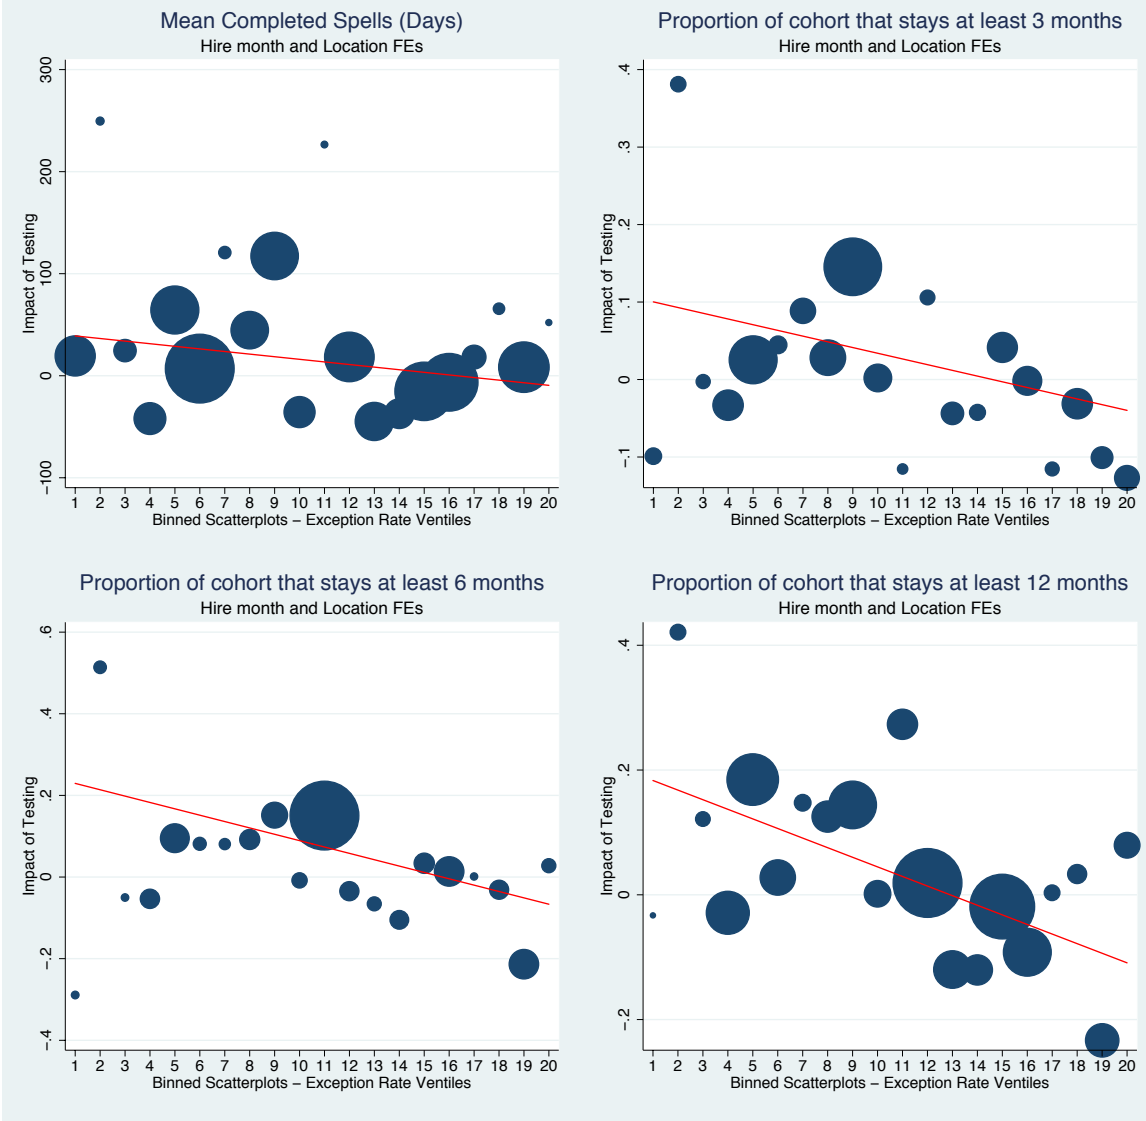 Mean Completed Spells (Days)
Hire month and Location FEs
Impact of Testing
300
200
100
0
−100
1 2 3 4 5 6 7 8 9 10 11 12 13 14 15 16 17 18 19 20
Binned Scatterplots − Exception Rate Ventiles
Proportion of cohort that stays at least 3 months
Hire month and Location FEs
Impact of Testing
.4
.3
.2
.1
0
−.1
1 2 3 4 5 6 7 8 9 10 11 12 13 14 15 16 17 18 19 20
Binned Scatterplots − Exception Rate Ventiles
Proportion of cohort that stays at least 6 months
Hire month and Location FEs
Impact of Testing
.6
.4
.2
0
−.2
−.4
1 2 3 4 5 6 7 8 9 10 11 12 13 14 15 16 17 18 19 20
Binned Scatterplots − Exception Rate Ventiles
Proportion of cohort that stays at least 12 months
Hire month and Location FEs
Impact of Testing
.4
.2
0
−.2
1 2 3 4 5 6 7 8 9 10 11 12 13 14 15 16 17 18 19 20
Binned Scatterplots − Exception Rate Ventiles